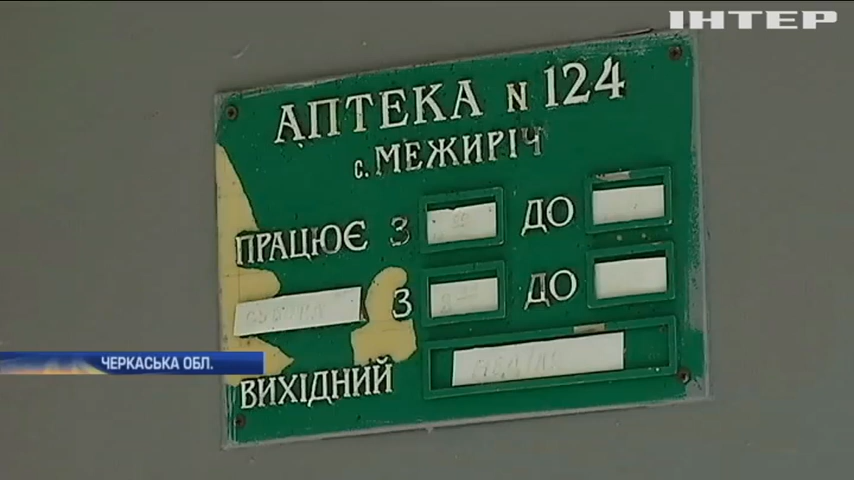 ІНТЕР
АПТЕКА N 124
с. МЕЖИРІЧ
ПРАЦЮЄ З ДО
З ДО
ВИХІДНИЙ
ЧЕРКАСЬКА ОБЛ.